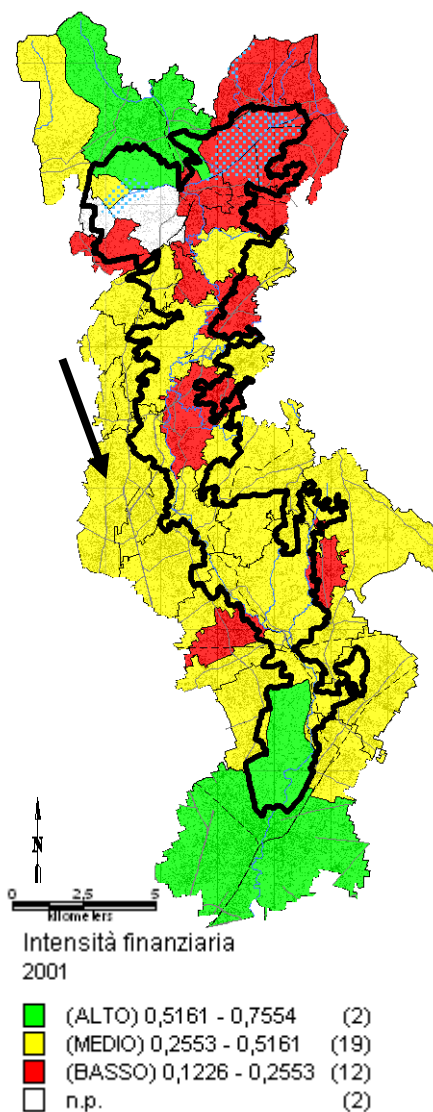 N
0 2,5 5
kilometers
Intensità finanziaria
2001
(ALTO) 0,5161 - 0,7554 (2)
(MEDIO) 0,2553 - 0,5161 (19)
(BASSO) 0,1226 - 0,2553 (12)
n.p. (2)